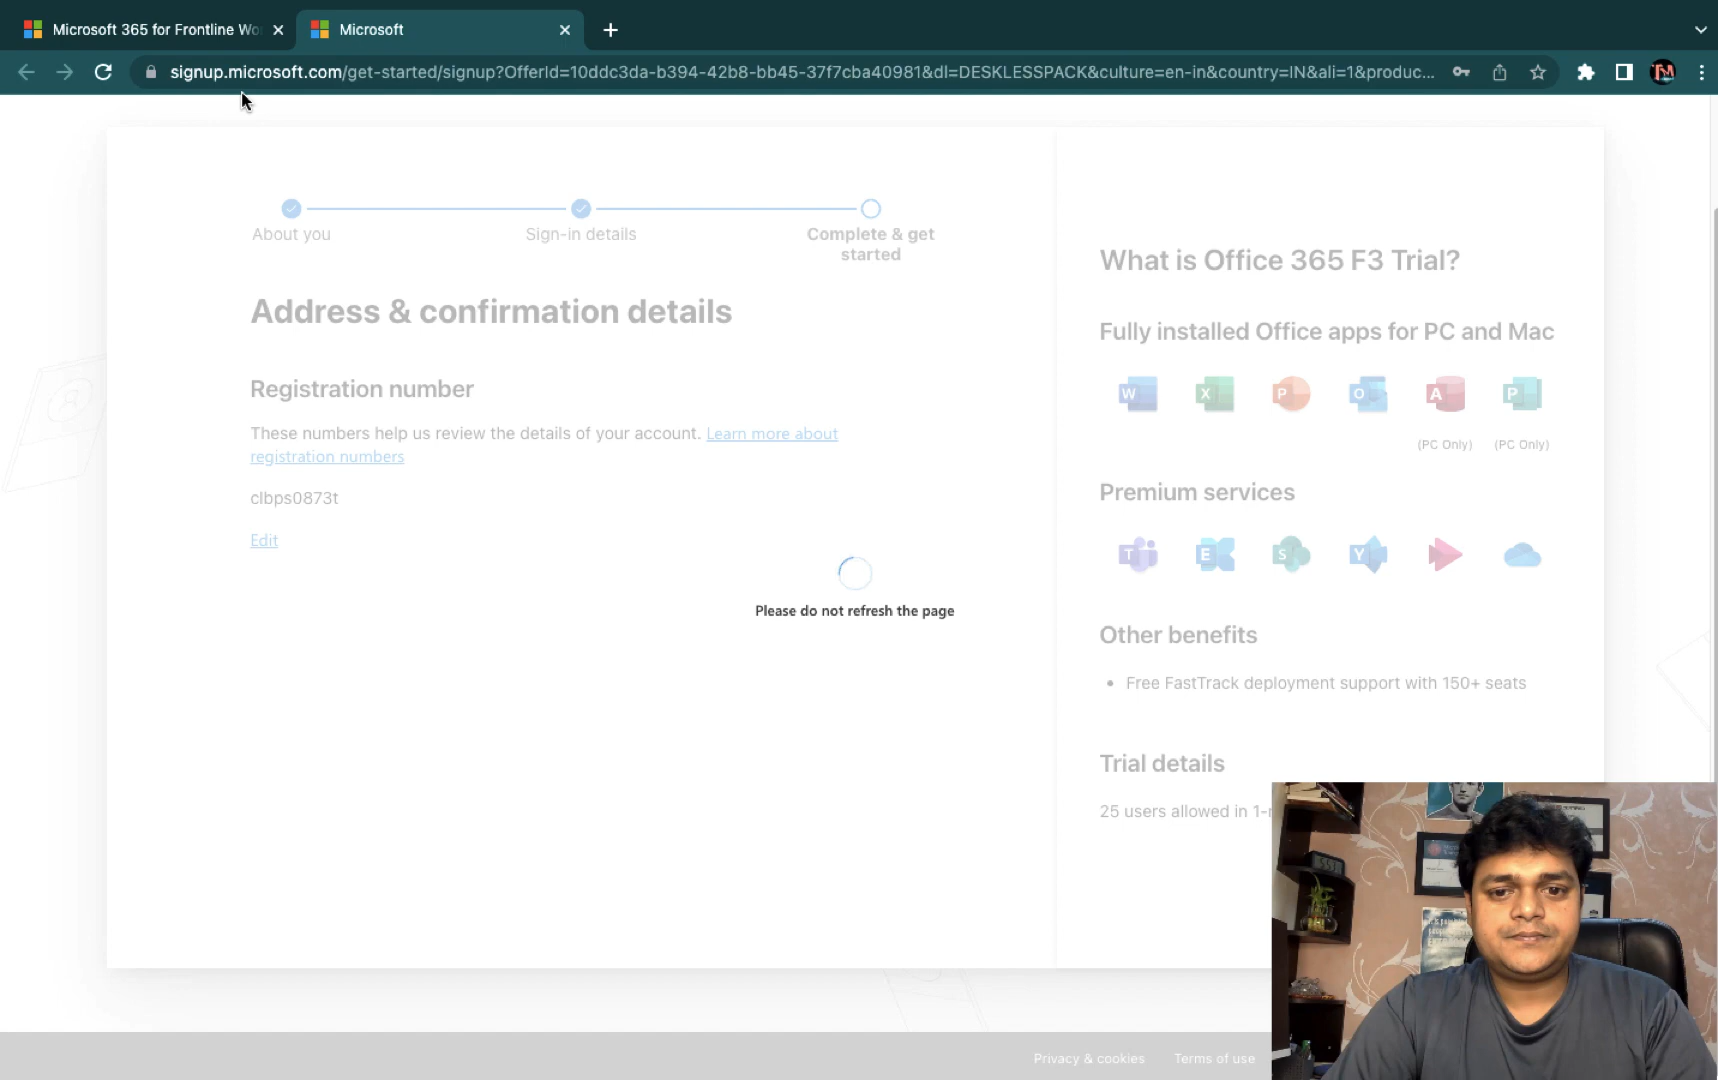 Microsoft 365 for Frontline Wo
Microsoft
signup.microsoft.com/get-started/signup?OfferId=10ddc3da-b394-42b8-bb45-37f7cba40981&dl=DESKLESSPACK&culture=en-in&country=IN&ali=1&produc...
About you
Sign-in details
Complete & get
started
Address & confirmation details
Registration number
These numbers help us review the details of your account. Learn more about
registration numbers
clbps0873t
Edit
Please do not refresh the page
What is Office 365 F3 Trial?
Fully installed Office apps for PC and Mac
W
X
P
O
A
P
(PC Only)
(PC Only)
Premium services
T
E
S
Y
Other benefits
• Free FastTrack deployment support with 150+ seats
Trial details
25 users allowed in 1-
Privacy & cookies
Terms of use